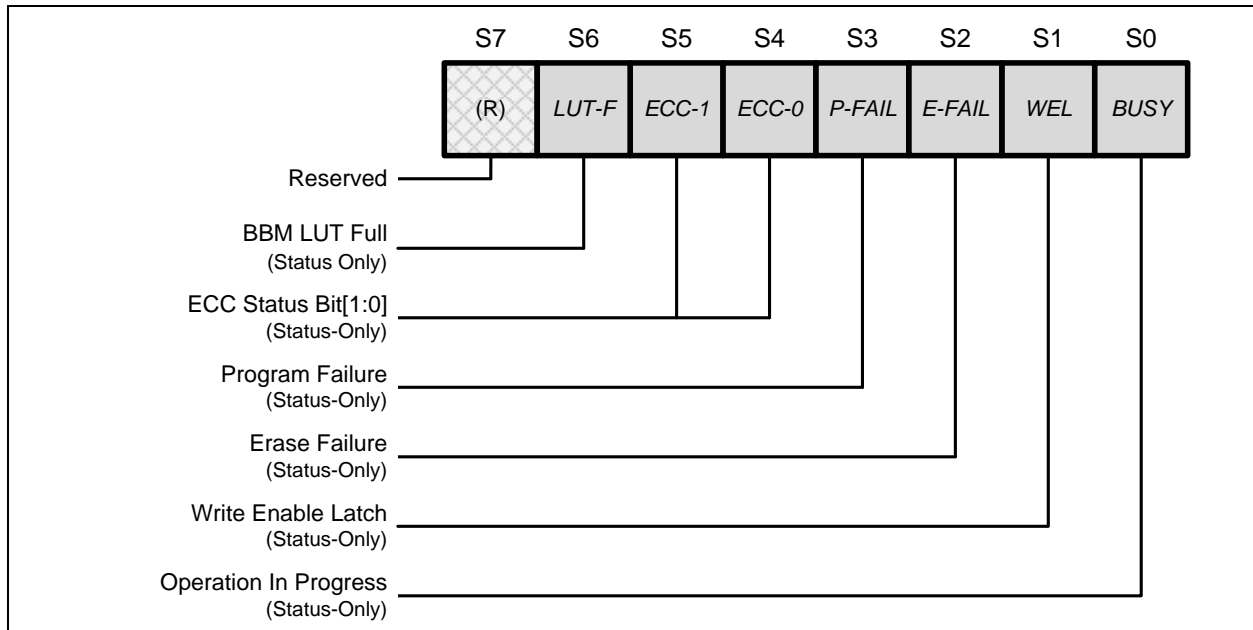 S7 S6 S5 S4 S3 S2 S1 S0
(R) LUT-F ECC-1 ECC-0 P-FAIL E-FAIL WEL BUSY
Reserved
BBM LUT Full
(Status Only)
ECC Status Bit[1:0]
(Status-Only)
Program Failure
(Status-Only)
Erase Failure
(Status-Only)
Write Enable Latch
(Status-Only)
Operation In Progress
(Status-Only)